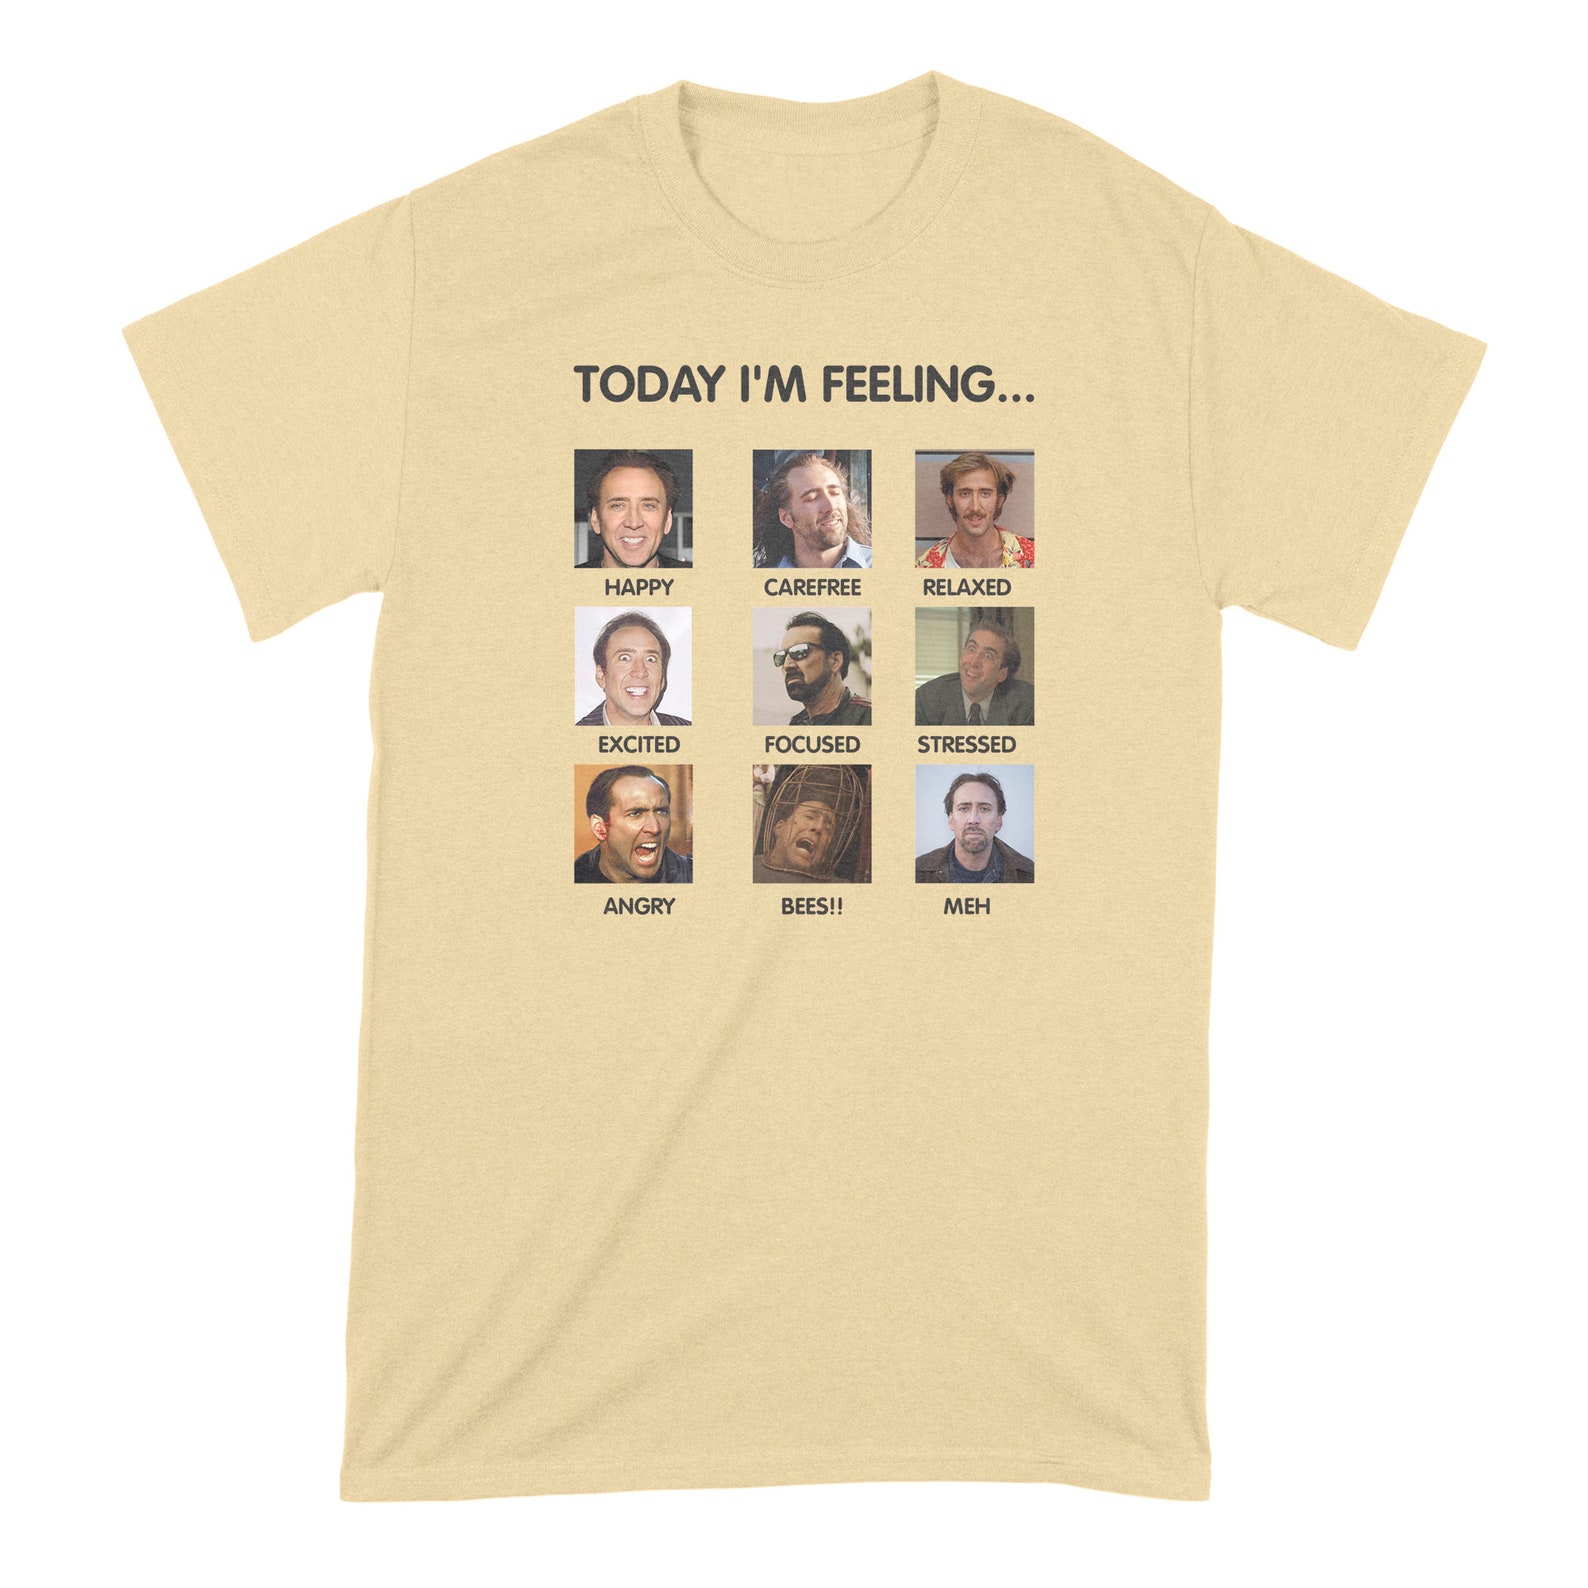 TODAY I'M FEELING...
HAPPY CAREFREE RELAXED
EXCITED FOCUSED STRESSED
ANGRY BEES!! MEH